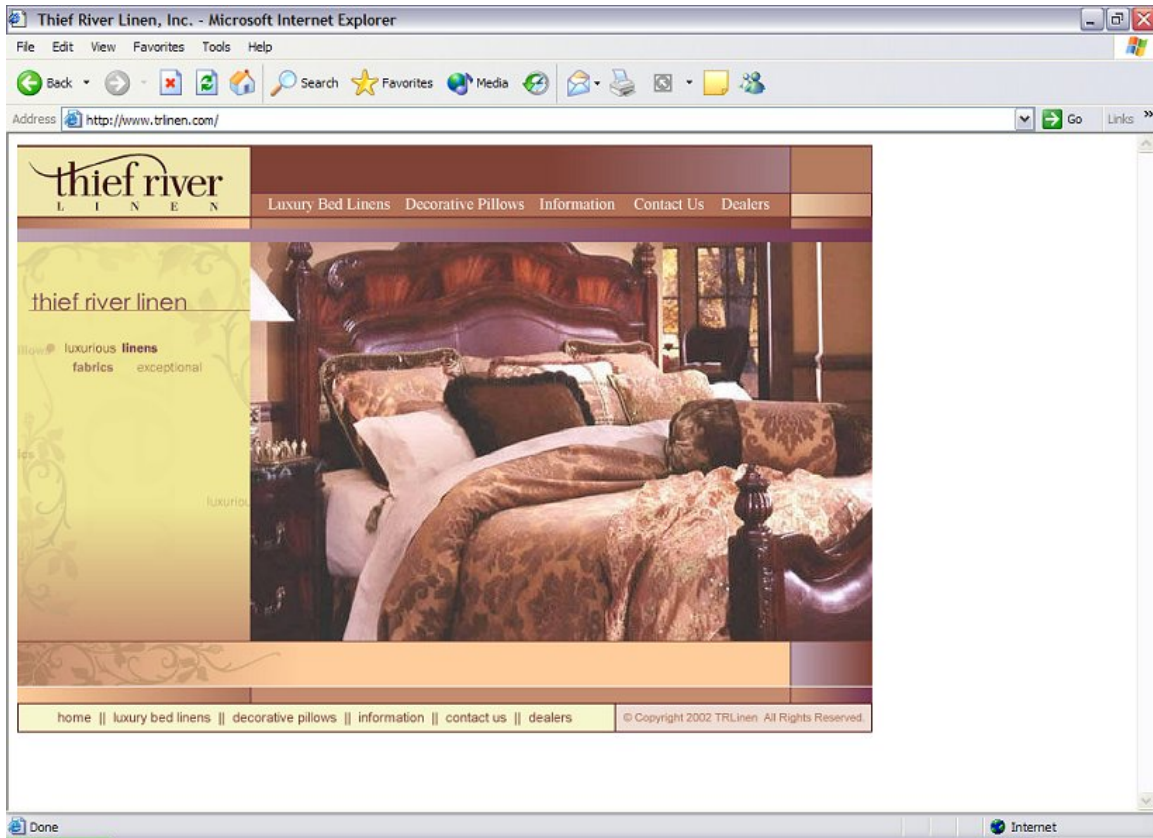 Thief River Linen, Inc. - Microsoft Internet Explorer
File Edit View Favorites Tools Help
Back Search Favorites Media
Address http://www.trlinen.com/ Go Links »
thief river
LINEN
Luxury Bed Linens Decorative Pillows Information Contact Us Dealers
thief river linen
luxurious linens
fabrics exceptional
home || luxury bed linens || decorative pillows || information || contact us || dealers
© Copyright 2002 TRLinen All Rights Reserved.
Done Internet